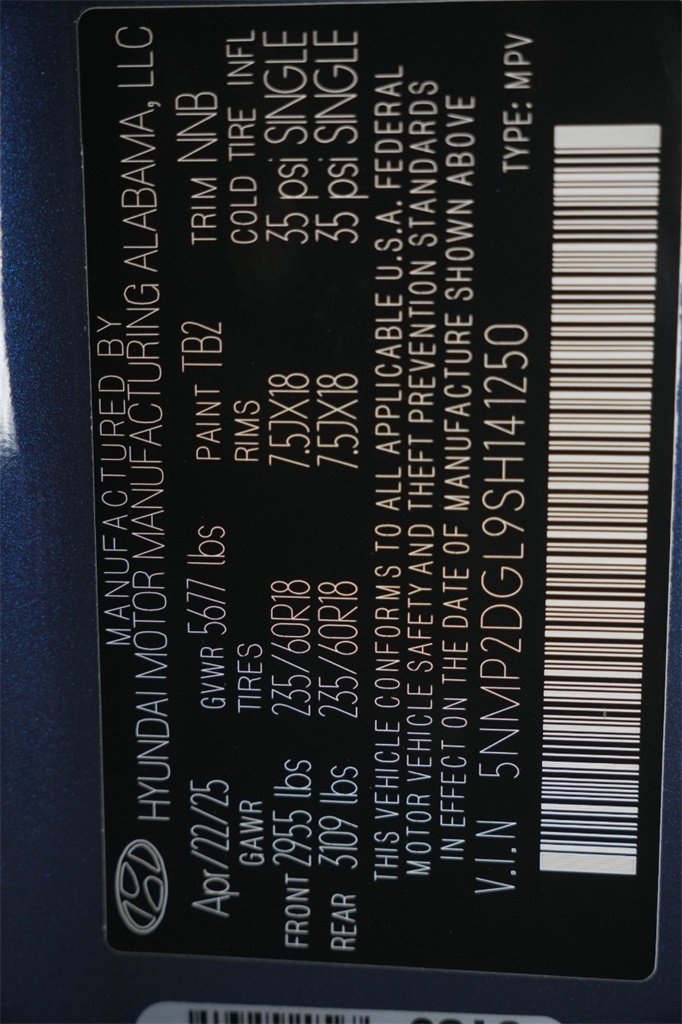 MANUFACTURED BY
HYUNDAI MOTOR MANUFACTURING ALABAMA, LLC
Apr/22/25 GVWR 5677 lbs PAINT TB2 TRIM NNB
GAWR TIRES RIMS COLD TIRE INFL
FRONT 2955 lbs 235/60R18 7.5JX18 35 psi SINGLE
REAR 3109 lbs 235/60R18 7.5JX18 35 psi SINGLE
THIS VEHICLE CONFORMS TO ALL APPLICABLE U.S.A. FEDERAL
MOTOR VEHICLE SAFETY AND THEFT PREVENTION STANDARDS
IN EFFECT ON THE DATE OF MANUFACTURE SHOWN ABOVE
V.I.N 5NMP2DGL9SH141250 TYPE: MPV